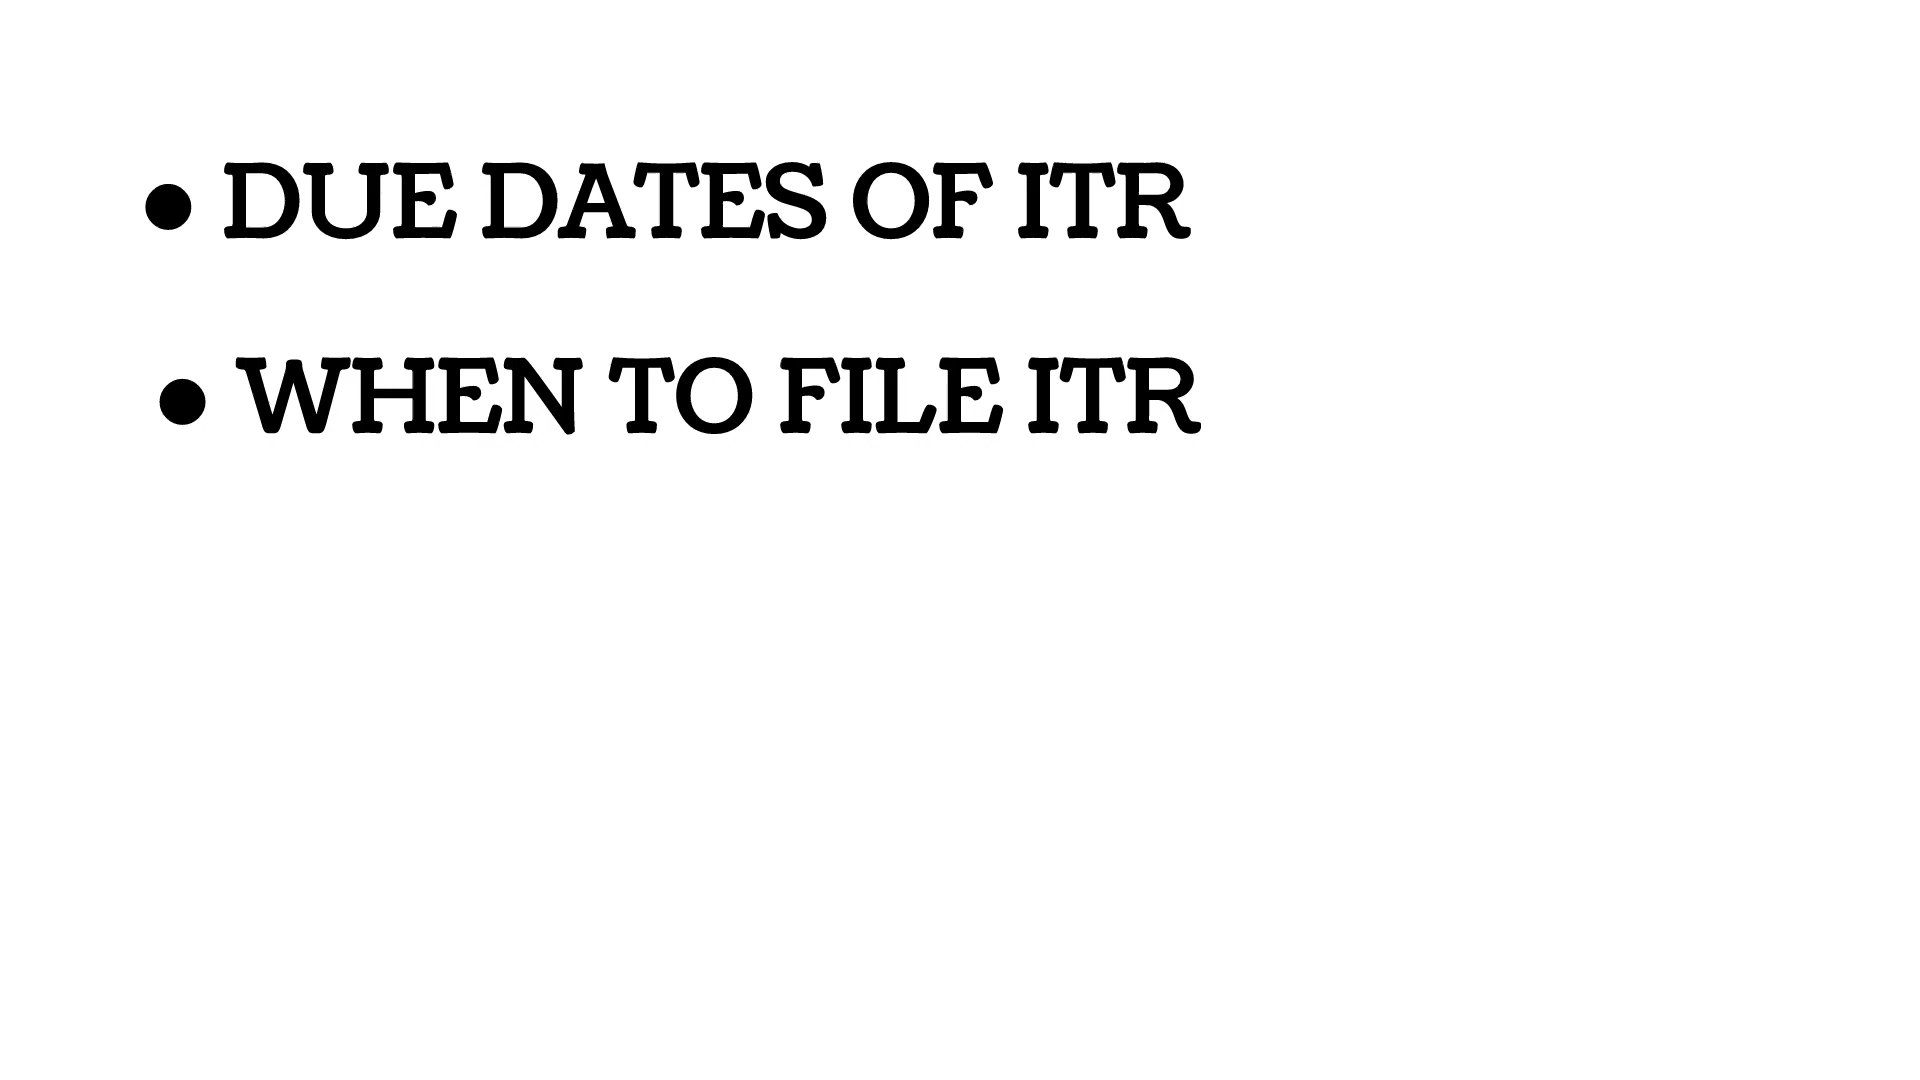 ● DUE DATES OF ITR
● WHEN TO FILE ITR